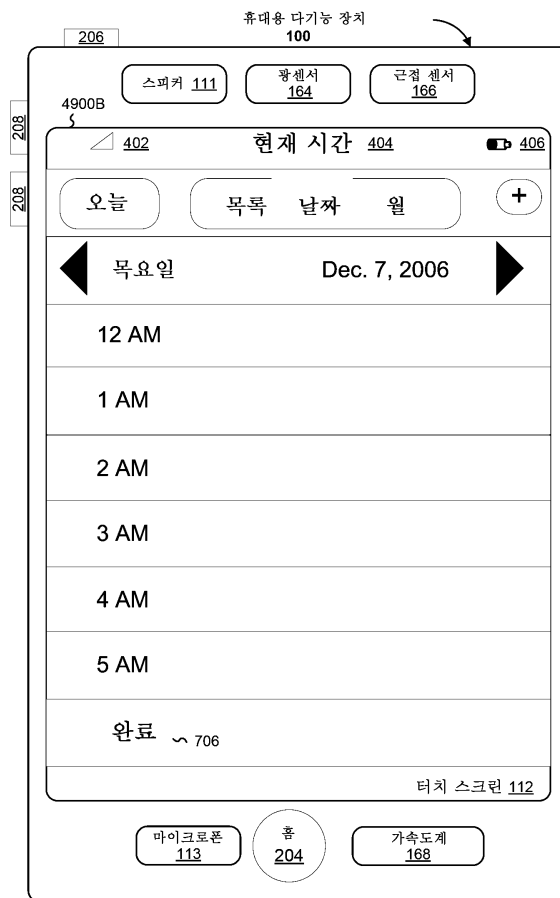 휴대용 다기능 장치
100
206
스피커 111
광센서
164
근접 센서
166
4900B
208
208
402
현재 시간 404
406
오늘
목록 날짜 월
+
목요일 Dec. 7, 2006
12 AM
1 AM
2 AM
3 AM
4 AM
5 AM
완료 706
터치 스크린 112
마이크로폰
113
홈
204
가속도계
168